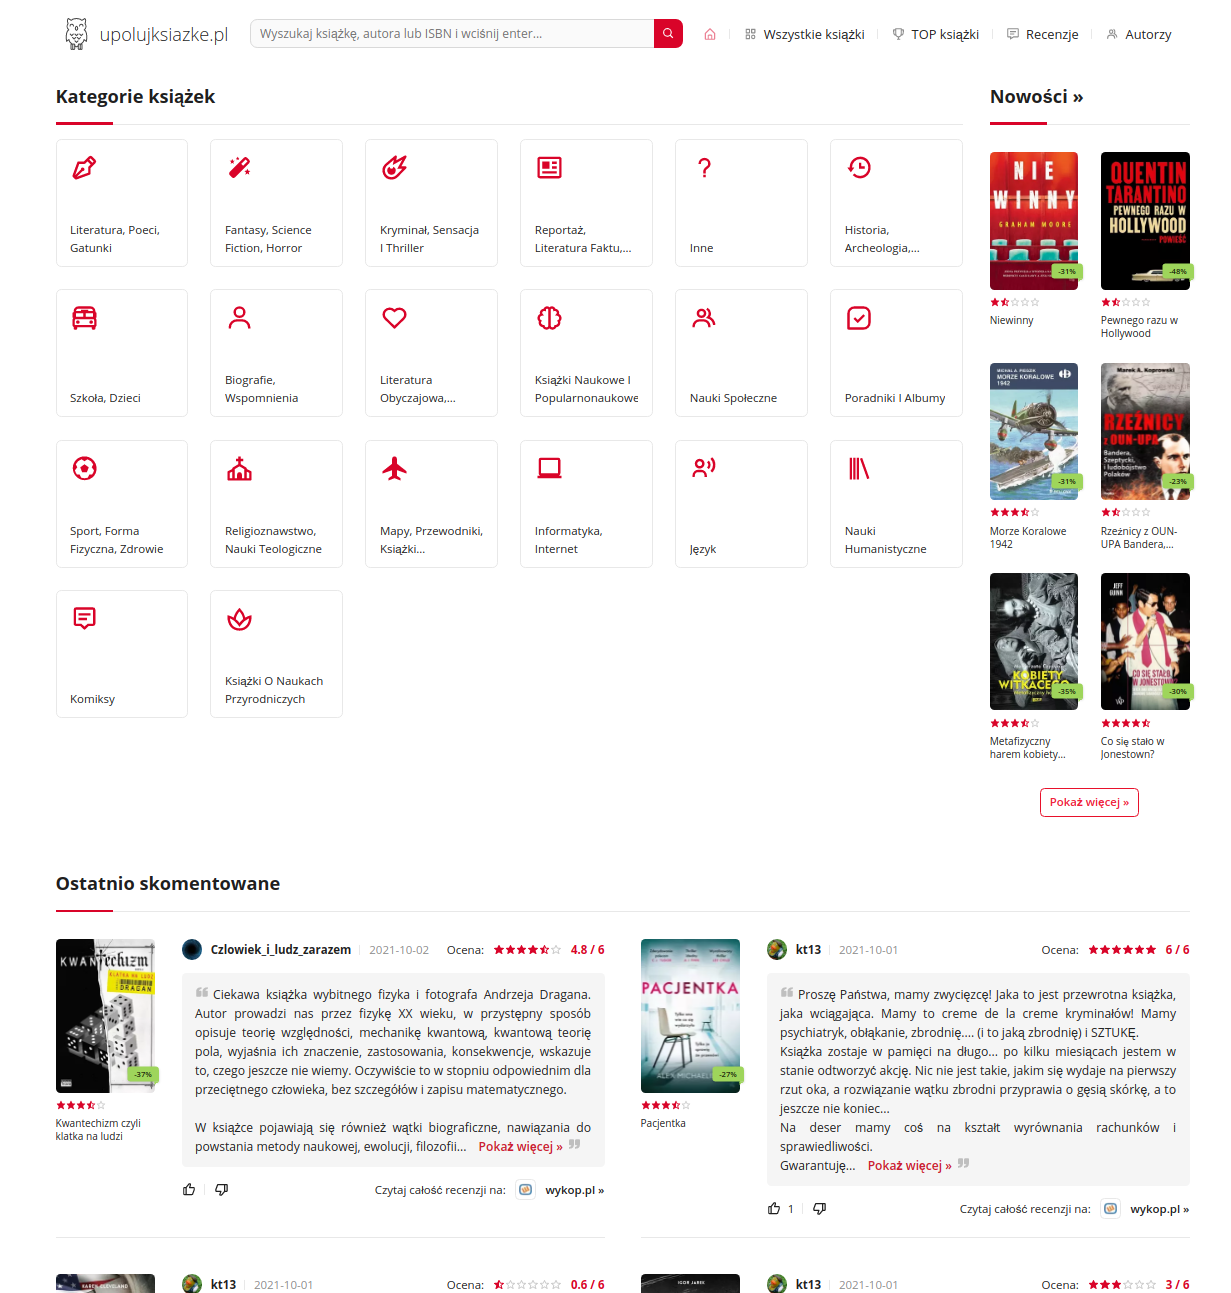 upolujksiazke.pl
Wyszukaj książkę, autora lub ISBN i wciśnij enter...
Wszystkie książki
TOP książki
Recenzje
Autorzy
Kategorie książek
Literatura, Poeci,
Gatunki
Fantasy, Science
Fiction, Horror
Kryminał, Sensacja
I Thriller
Reportaż,
Literatura Faktu,...
Inne
Historia,
Archeologia,...
Szkoła, Dzieci
Biografie,
Wspomnienia
Literatura
Obyczajowa,...
Książki Naukowe I
Popularnonaukowe
Nauki Społeczne
Poradniki I Albumy
Sport, Forma
Fizyczna, Zdrowie
Religioznawstwo,
Nauki Teologiczne
Mapy, Przewodniki,
Książki...
Informatyka,
Internet
Język
Nauki
Humanistyczne
Komiksy
Książki O Naukach
Przyrodniczych
Nowości »
NIE
WINNY
GRAHAM MOORE
-31%
Niewinny
QUENTIN
TARANTINO
PEWNEGO RAZU W
HOLLYWOOD
POWIEŚĆ
-48%
Pewnego razu w
Hollywood
MORZE KORALOWE
1942
-31%
Morze Koralowe
1942
Marek A. Koprowski
RZEŹNICY
z OUN-UPA
Bandera,
Szeptycki,
i ludobójstwo
Polaków
-23%
Rzeźnicy z OUN-
UPA Bandera,...
KOBIETY
WITKACEGO
-35%
Metafizyczny
harem kobiety...
JEFF
GUINN
CO SIĘ STAŁO
W JONESTOWN?
-30%
Co się stało w
Jonestown?
Pokaż więcej »
Ostatnio skomentowane
KWANTechizm
KLATKA NA LUDZI
DRAGAN
-37%
Kwantechizm czyli
klatka na ludzi
Czlowiek_i_ludz_zarazem
2021-10-02
Ocena:
4.8 / 6
Ciekawa książka wybitnego fizyka i fotografa Andrzeja Dragana.
Autor prowadzi nas przez fizykę XX wieku, w przystępny sposób
opisuje teorię względności, mechanikę kwantową, kwantową teorię
pola, wyjaśnia ich znaczenie, zastosowania, konsekwencje, wskazuje
to, czego jeszcze nie wiemy. Oczywiście to w stopniu odpowiednim dla
przeciętnego człowieka, bez szczegółów i zapisu matematycznego.
W książce pojawiają się również wątki biograficzne, nawiązania do
powstania metody naukowej, ewolucji, filozofii... Pokaż więcej »
Czytaj całość recenzji na:
wykop.pl »
PACJENTKA
ALEX MICHAELIDES
-27%
Pacjentka
kt13
2021-10-01
Ocena:
6 / 6
Proszę Państwa, mamy zwycięzcę! Jaka to jest przewrotna książka,
jaka wciągająca. Mamy to creme de la creme kryminałów! Mamy
psychiatryk, obłąkanie, zbrodnię.... (i to jaką zbrodnię) i SZTUKĘ.
Książka zostaje w pamięci na długo... po kilku miesiącach jestem w
stanie odtworzyć akcję. Nic nie jest takie, jakim się wydaje na pierwszy
rzut oka, a rozwiązanie wątku zbrodni przyprawia o gęsią skórkę, a to
jeszcze nie koniec...
Na deser mamy coś na kształt wyrównania rachunków i
sprawiedliwości.
Gwarantuję... Pokaż więcej »
1
Czytaj całość recenzji na:
wykop.pl »
KAREN CLEVELAND
kt13
2021-10-01
Ocena:
0.6 / 6
IGOR JAREK
kt13
2021-10-01
Ocena:
3 / 6